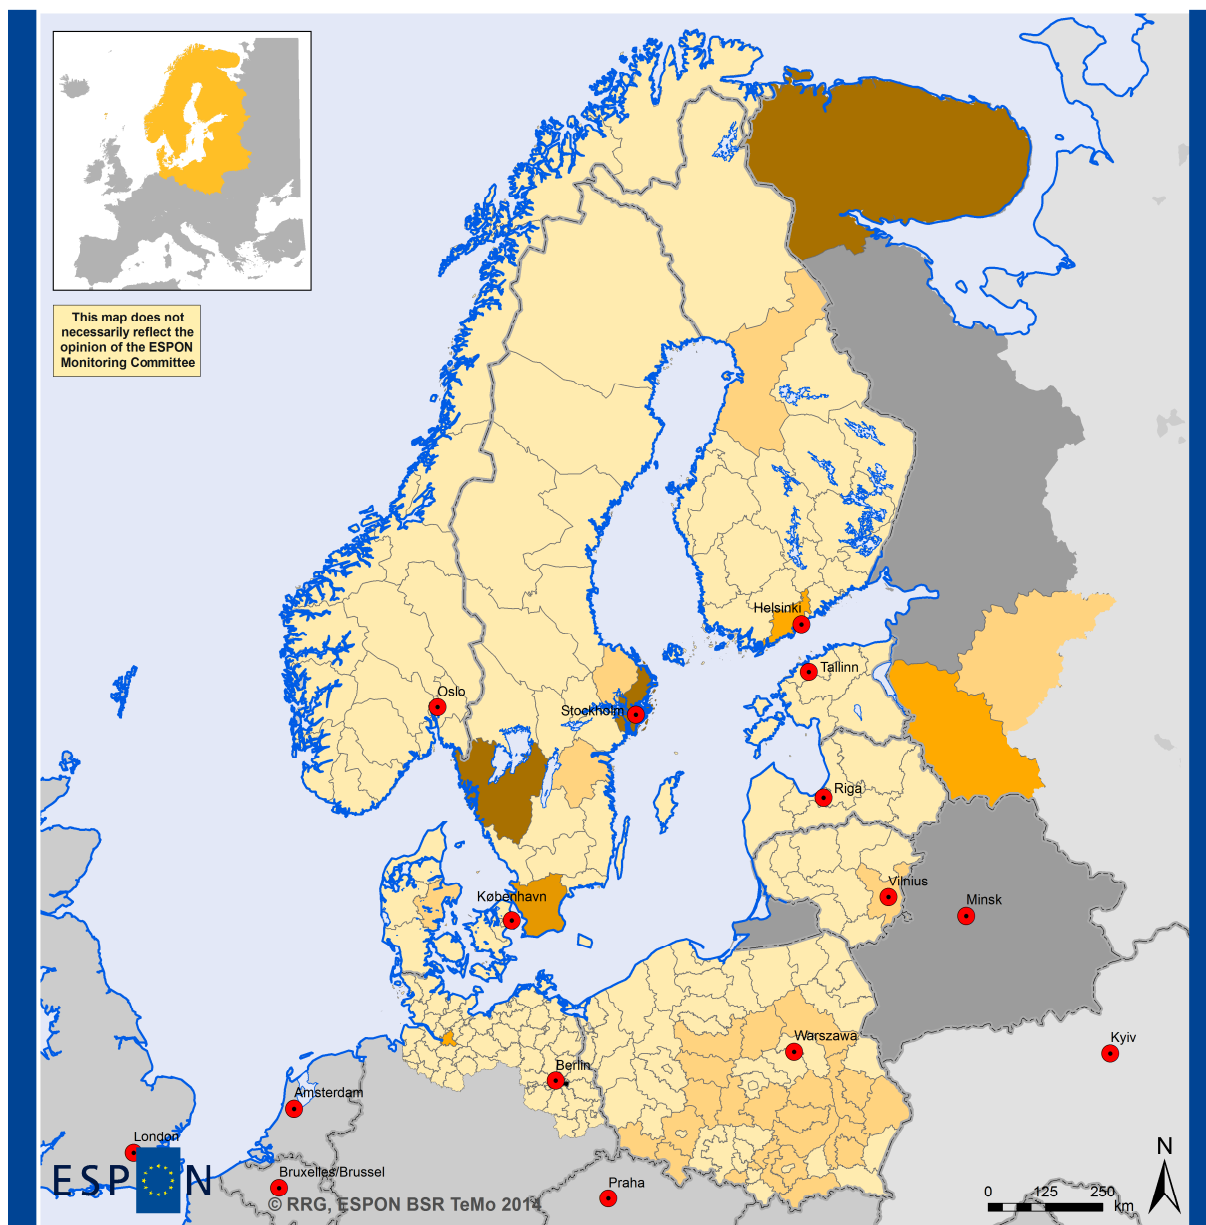 This map does not
necessarily reflect the
opinion of the ESPON
Monitoring Committee
Helsinki
Tallinn
Oslo
Stockholm
Riga
Vilnius
København
Minsk
Warszawa
Kyiv
Berlin
Amsterdam
London
Bruxelles/Brussel
Praha
ESPON
© RRG, ESPON BSR TeMo 2014
N
0 125 250
km